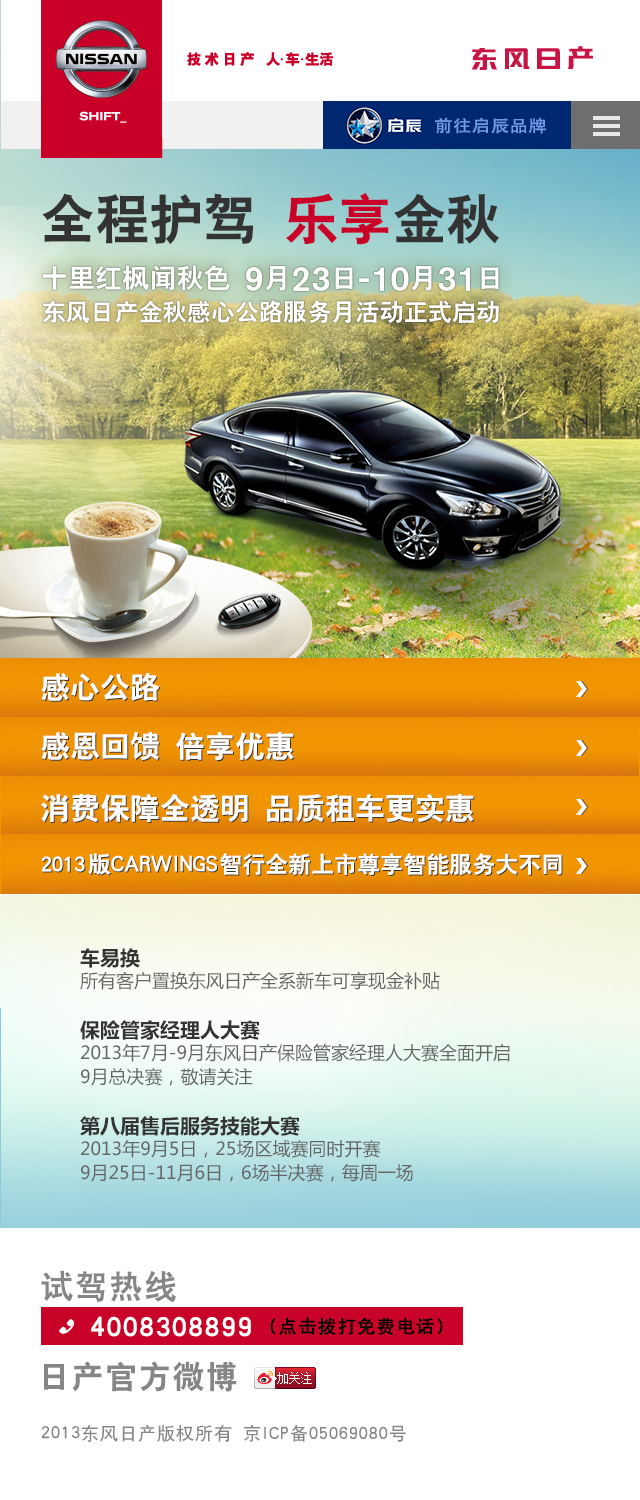 NISSAN
SHIFT_
技术日产 人·车·生活
东风日产
启辰 前往启辰品牌
全程护驾 乐享金秋
十里红枫闻秋色 9月23日-10月31日
东风日产金秋感心公路服务月活动正式启动
感心公路
感恩回馈 倍享优惠
消费保障全透明 品质租车更实惠
2013版CARWINGS智行全新上市尊享智能服务大不同
车易换
所有客户置换东风日产全系新车可享现金补贴
保险管家经理人大赛
2013年7月-9月东风日产保险管家经理人大赛全面开启
9月总决赛，敬请关注
第八届售后服务技能大赛
2013年9月5日，25场区域赛同时开赛
9月25日-11月6日，6场半决赛，每周一场
试驾热线
4008308899（点击拨打免费电话）
日产官方微博 加关注
2013东风日产版权所有 京ICP备05069080号